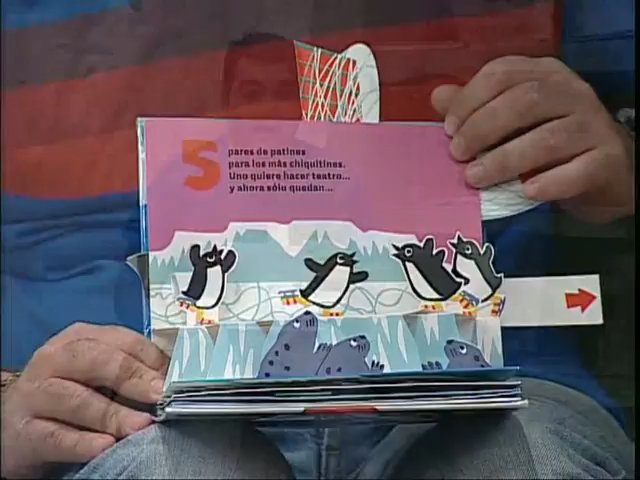 5 pares de patines
para los más chiquitines.
Uno quiere hacer teatro...
y ahora sólo quedan...